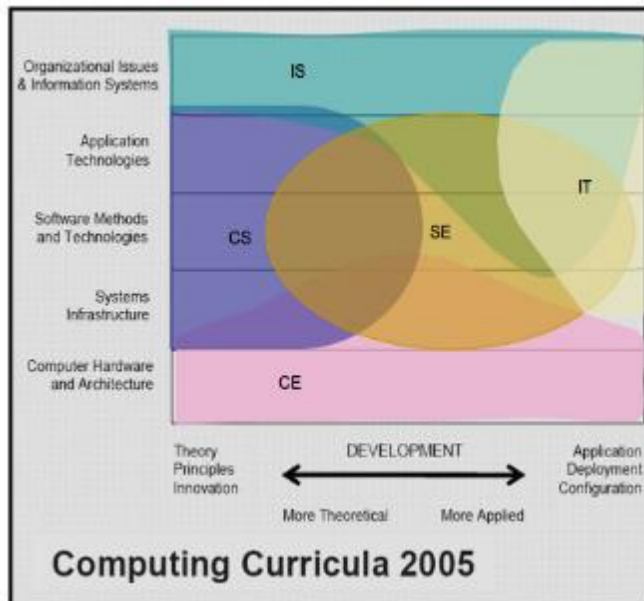 Organizational Issues
& Information Systems
IS
Application
Technologies
IT
Software Methods
and Technologies
CS
SE
Systems
Infrastructure
Computer Hardware
and Architecture
CE
Theory
Principles
Innovation
DEVELOPMENT
Application
Deployment
Configuration
More Theoretical
More Applied
Computing Curricula 2005